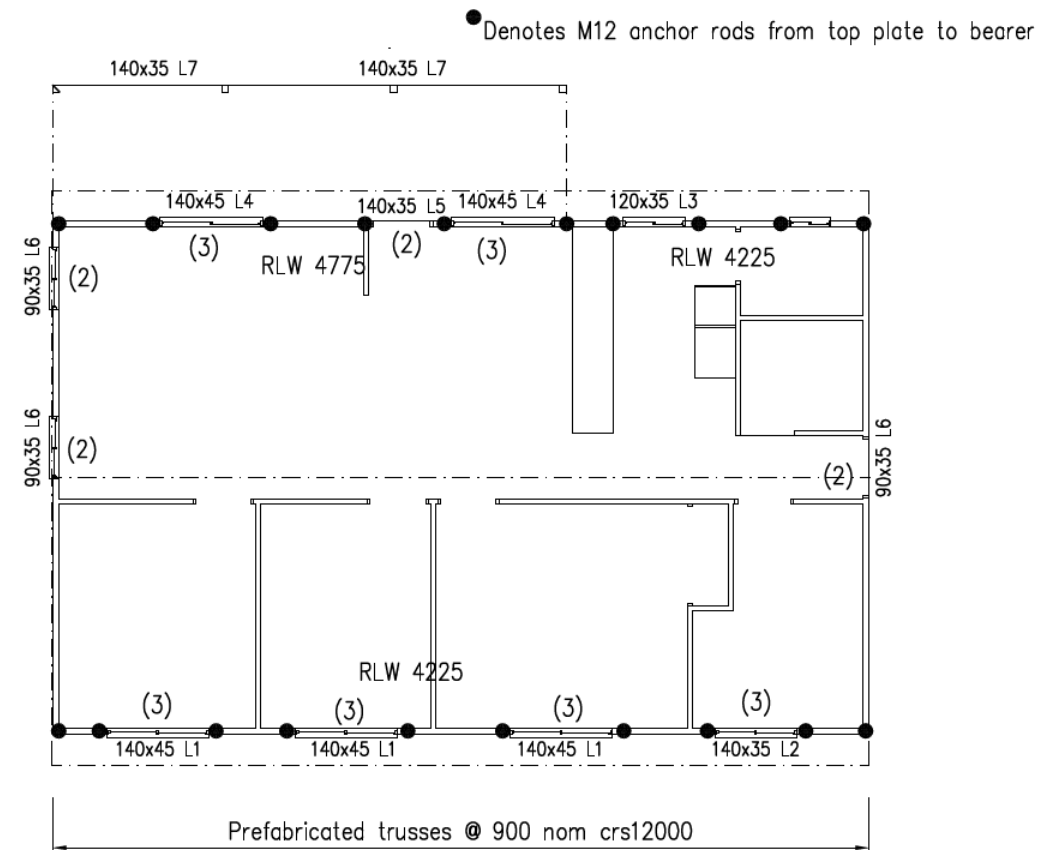 Denotes M12 anchor rods from top plate to bearer
140x35 L7
140x35 L7
140x45 L4
140x35 L5
140x45 L4
120x35 L3
(3)
(2)
(3)
RLW 4775
RLW 4225
90x35 L6
(2)
90x35 L6
(2)
(2)
90x35 L6
RLW 4225
(3)
(3)
(3)
(3)
140x45 L1
140x45 L1
140x45 L1
140x35 L2
Prefabricated trusses @ 900 nom crs12000